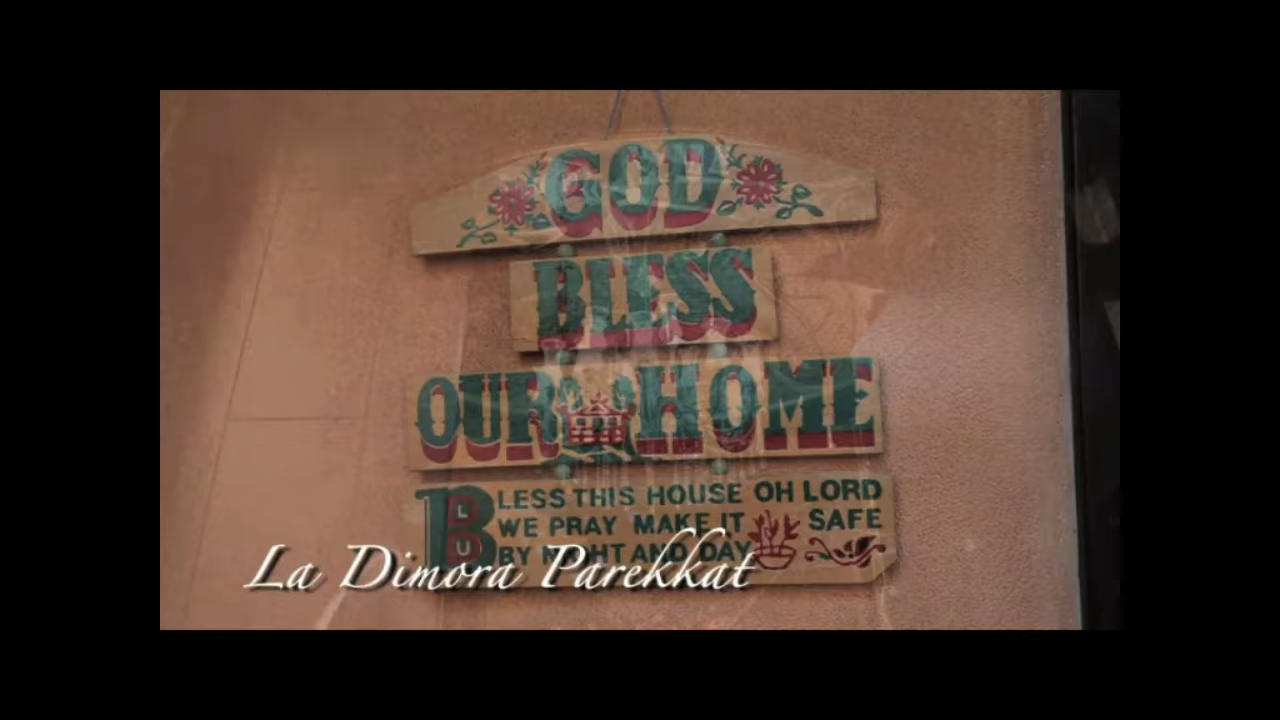 GOD
BLESS
OUR HOME
BLESS THIS HOUSE OH LORD
WE PRAY MAKE IT SAFE
BY NIGHT AND DAY
L
U
La Dimora Parekkat